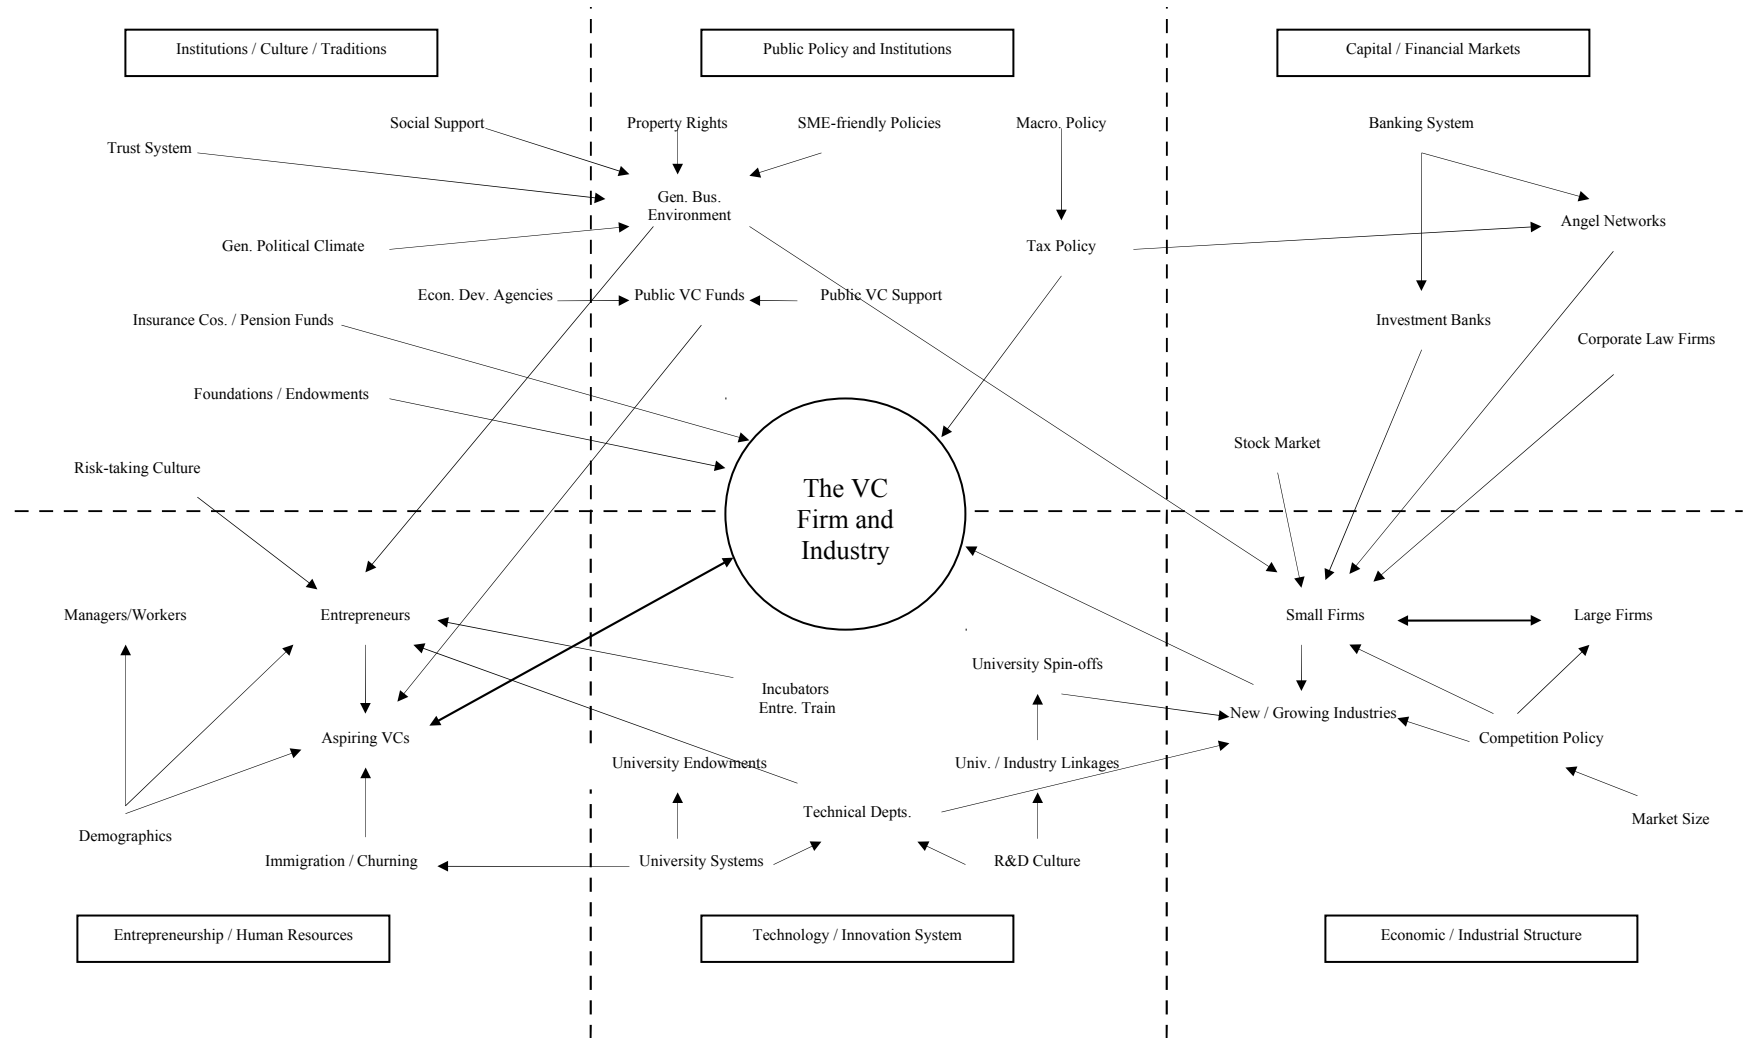 Institutions / Culture / Traditions
Public Policy and Institutions
Capital / Financial Markets
Social Support
Property Rights
SME-friendly Policies
Macro. Policy
Banking System
Trust System
Gen. Bus.
Environment
Angel Networks
Gen. Political Climate
Tax Policy
Econ. Dev. Agencies
Public VC Funds
Public VC Support
Insurance Cos. / Pension Funds
Investment Banks
Corporate Law Firms
Foundations / Endowments
Stock Market
Risk-taking Culture
The VC
Firm and
Industry
Managers/Workers
Entrepreneurs
Small Firms
Large Firms
University Spin-offs
Incubators
Entre. Train
New / Growing Industries
Aspiring VCs
Competition Policy
University Endowments
Univ. / Industry Linkages
Technical Depts.
Market Size
Demographics
Immigration / Churning
University Systems
R&D Culture
Entrepreneurship / Human Resources
Technology / Innovation System
Economic / Industrial Structure